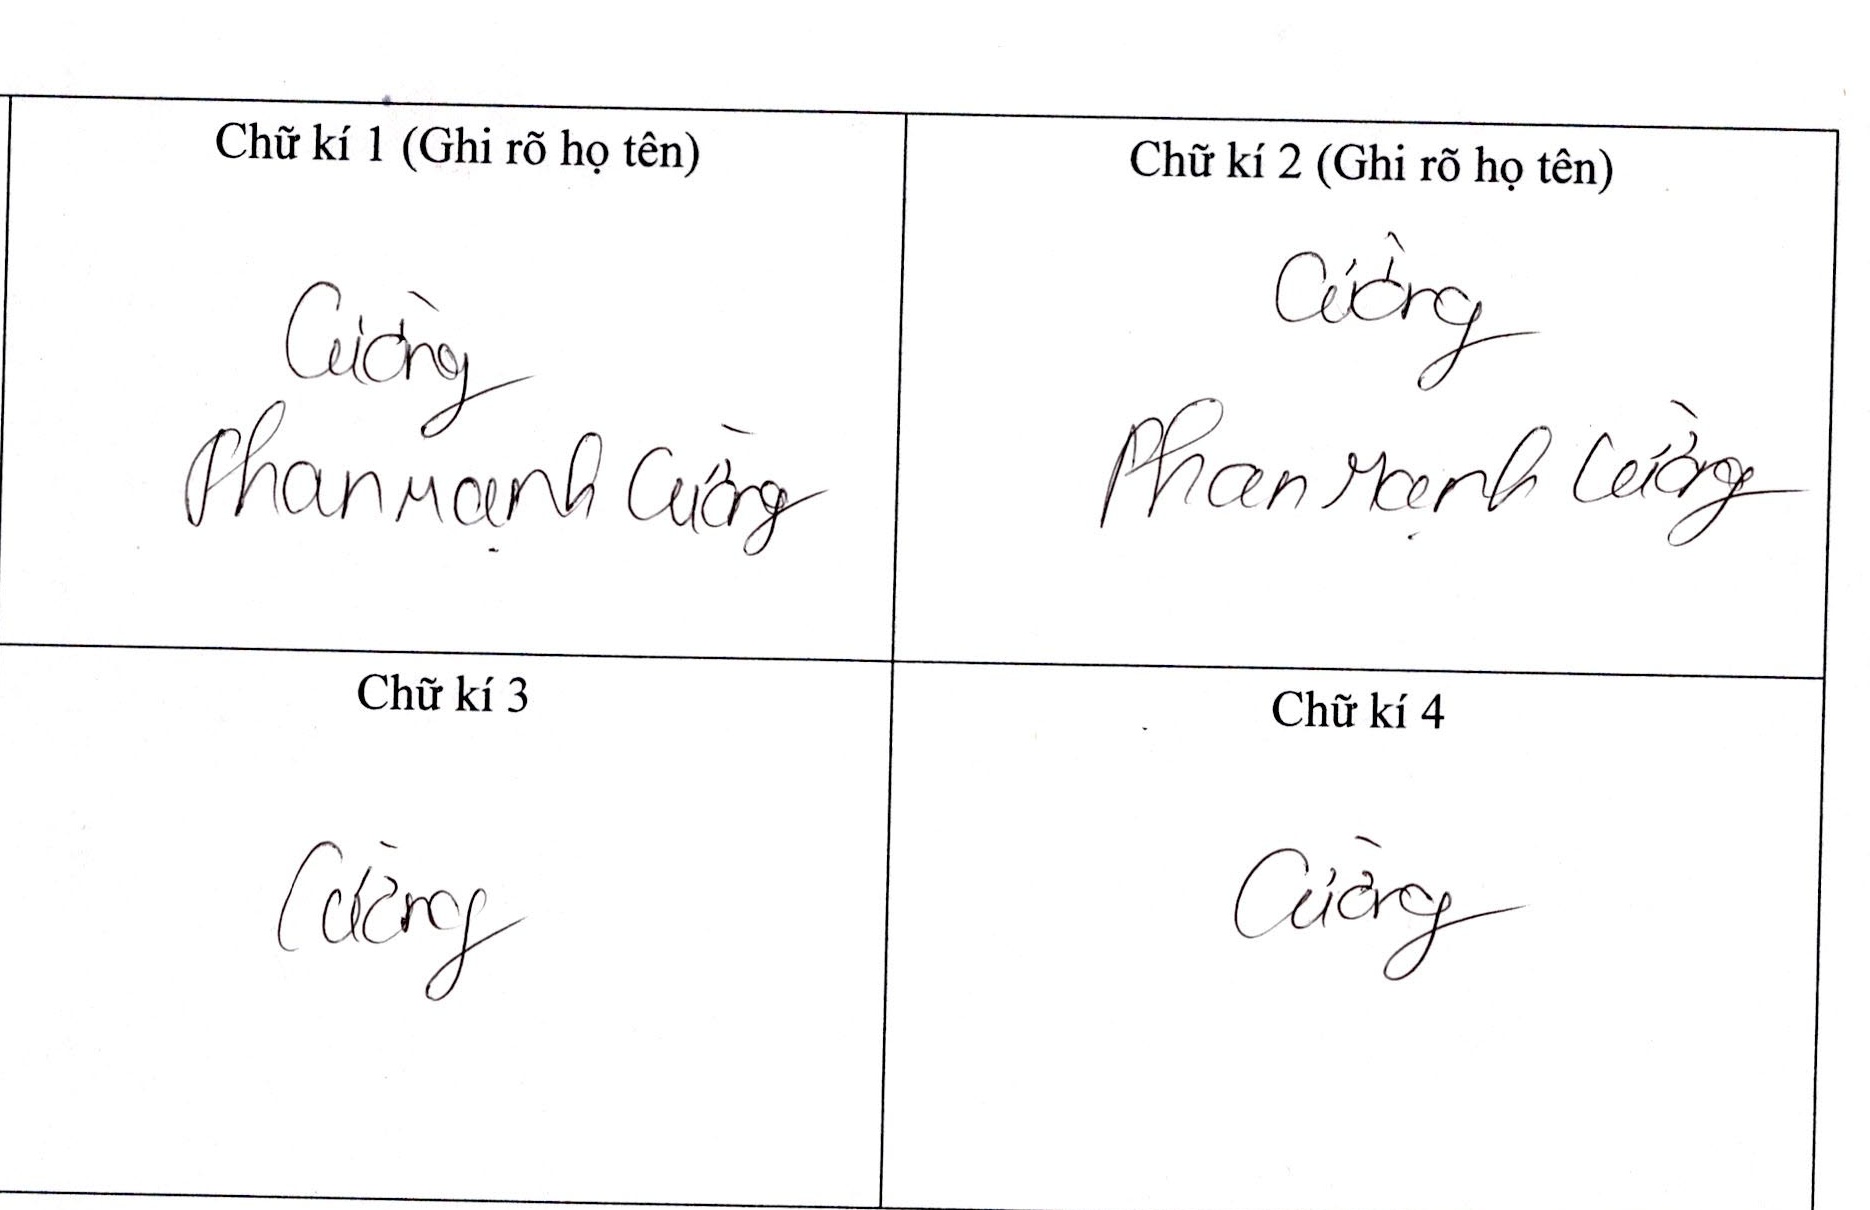 Chữ kí 1 (Ghi rõ họ tên)
Cường
Phan Mạnh Cường
Chữ kí 2 (Ghi rõ họ tên)
Cường
Phan Mạnh Cường
Chữ kí 3
Cường
Chữ kí 4
Cường